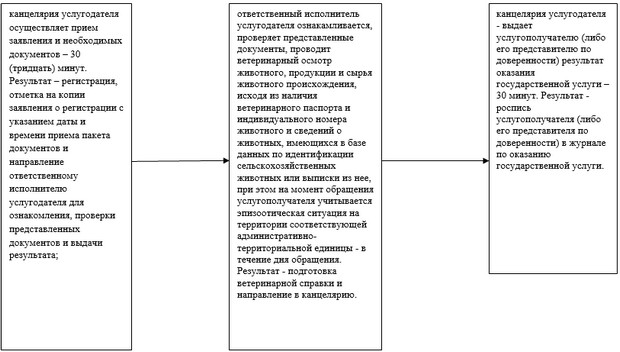 канцелярия услугодателя
осуществляет прием
заявления и необходимых
документов – 30
(тридцать) минут.
Результат – регистрация,
отметка на копии
заявления о регистрации с
указанием даты и
времени приема пакета
документов и
направление
ответственному
исполнителю
услугодателя для
ознакомления, проверки
представленных
документов и выдачи
результата;
ответственный исполнитель
услугодателя ознакамливается,
проверяет представленные
документы, проводит
ветеринарный осмотр
животного, продукции и сырья
животного происхождения,
исходя из наличия
ветеринарного паспорта и
индивидуального номера
животного и сведений о
животных, имеющихся в базе
данных по идентификации
сельскохозяйственных
животных или выписки из нее,
при этом на момент обращения
услугополучателя учитывается
эпизоотическая ситуация на
территории соответствующей
административно-
территориальной единицы - в
течение дня обращения.
Результат - подготовка
ветеринарной справки и
направление в канцелярию.
канцелярия услугодателя
- выдает
услугополучателю (либо
его представителю по
доверенности) результат
оказания
государственной услуги –
30 минут. Результат -
роспись
услугополучателя (либо
его представителя по
доверенности) в журнале
по оказанию
государственной услуги.